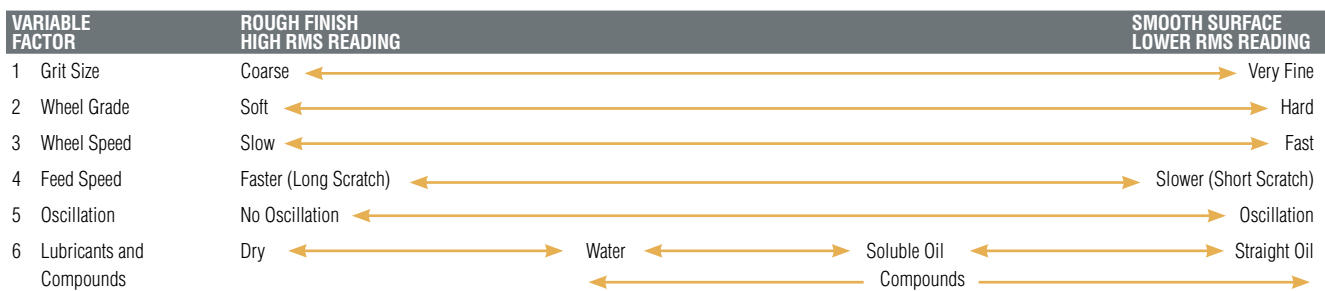 VARIABLE FACTOR ROUGH FINISH HIGH RMS READING SMOOTH SURFACE LOWER RMS READING
1 Grit Size Coarse Very Fine
2 Wheel Grade Soft Hard
3 Wheel Speed Slow Fast
4 Feed Speed Faster (Long Scratch) Slower (Short Scratch)
5 Oscillation No Oscillation Oscillation
6 Lubricants and Dry Water Soluble Oil Straight Oil
Compounds Compounds